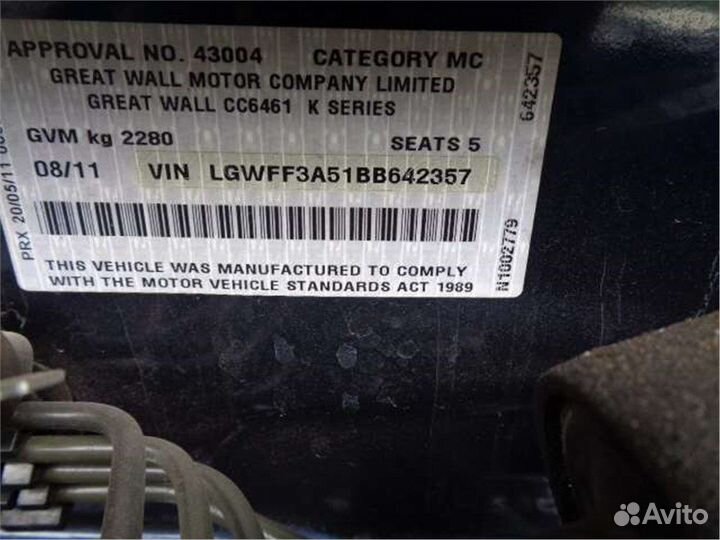 APPROVAL NO. 43004 CATEGORY MC
GREAT WALL MOTOR COMPANY LIMITED
GREAT WALL CC6461 K SERIES
GVM kg 2280 SEATS 5
08/11 VIN LGWFF3A51BB642357
THIS VEHICLE WAS MANUFACTURED TO COMPLY
WITH THE MOTOR VEHICLE STANDARDS ACT 1989
PRX 20/05/11
642357
N1002779
Avito